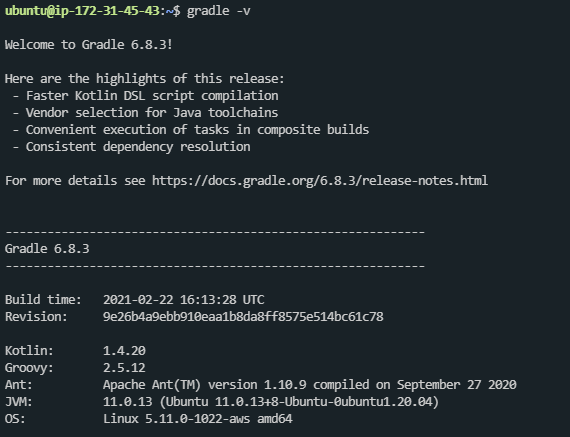 ubuntu@ip-172-31-45-43:~$ gradle -v
Welcome to Gradle 6.8.3!
Here are the highlights of this release:
 - Faster Kotlin DSL script compilation
 - Vendor selection for Java toolchains
 - Convenient execution of tasks in composite builds
 - Consistent dependency resolution
For more details see https://docs.gradle.org/6.8.3/release-notes.html
------------------------------------------------------------
Gradle 6.8.3
------------------------------------------------------------
Build time:   2021-02-22 16:13:28 UTC
Revision:     9e26b4a9ebb910eaa1b8da8ff8575e514bc61c78
Kotlin:       1.4.20
Groovy:       2.5.12
Ant:          Apache Ant(TM) version 1.10.9 compiled on September 27 2020
JVM:          11.0.13 (Ubuntu 11.0.13+8-Ubuntu-0ubuntu1.20.04)
OS:           Linux 5.11.0-1022-aws amd64